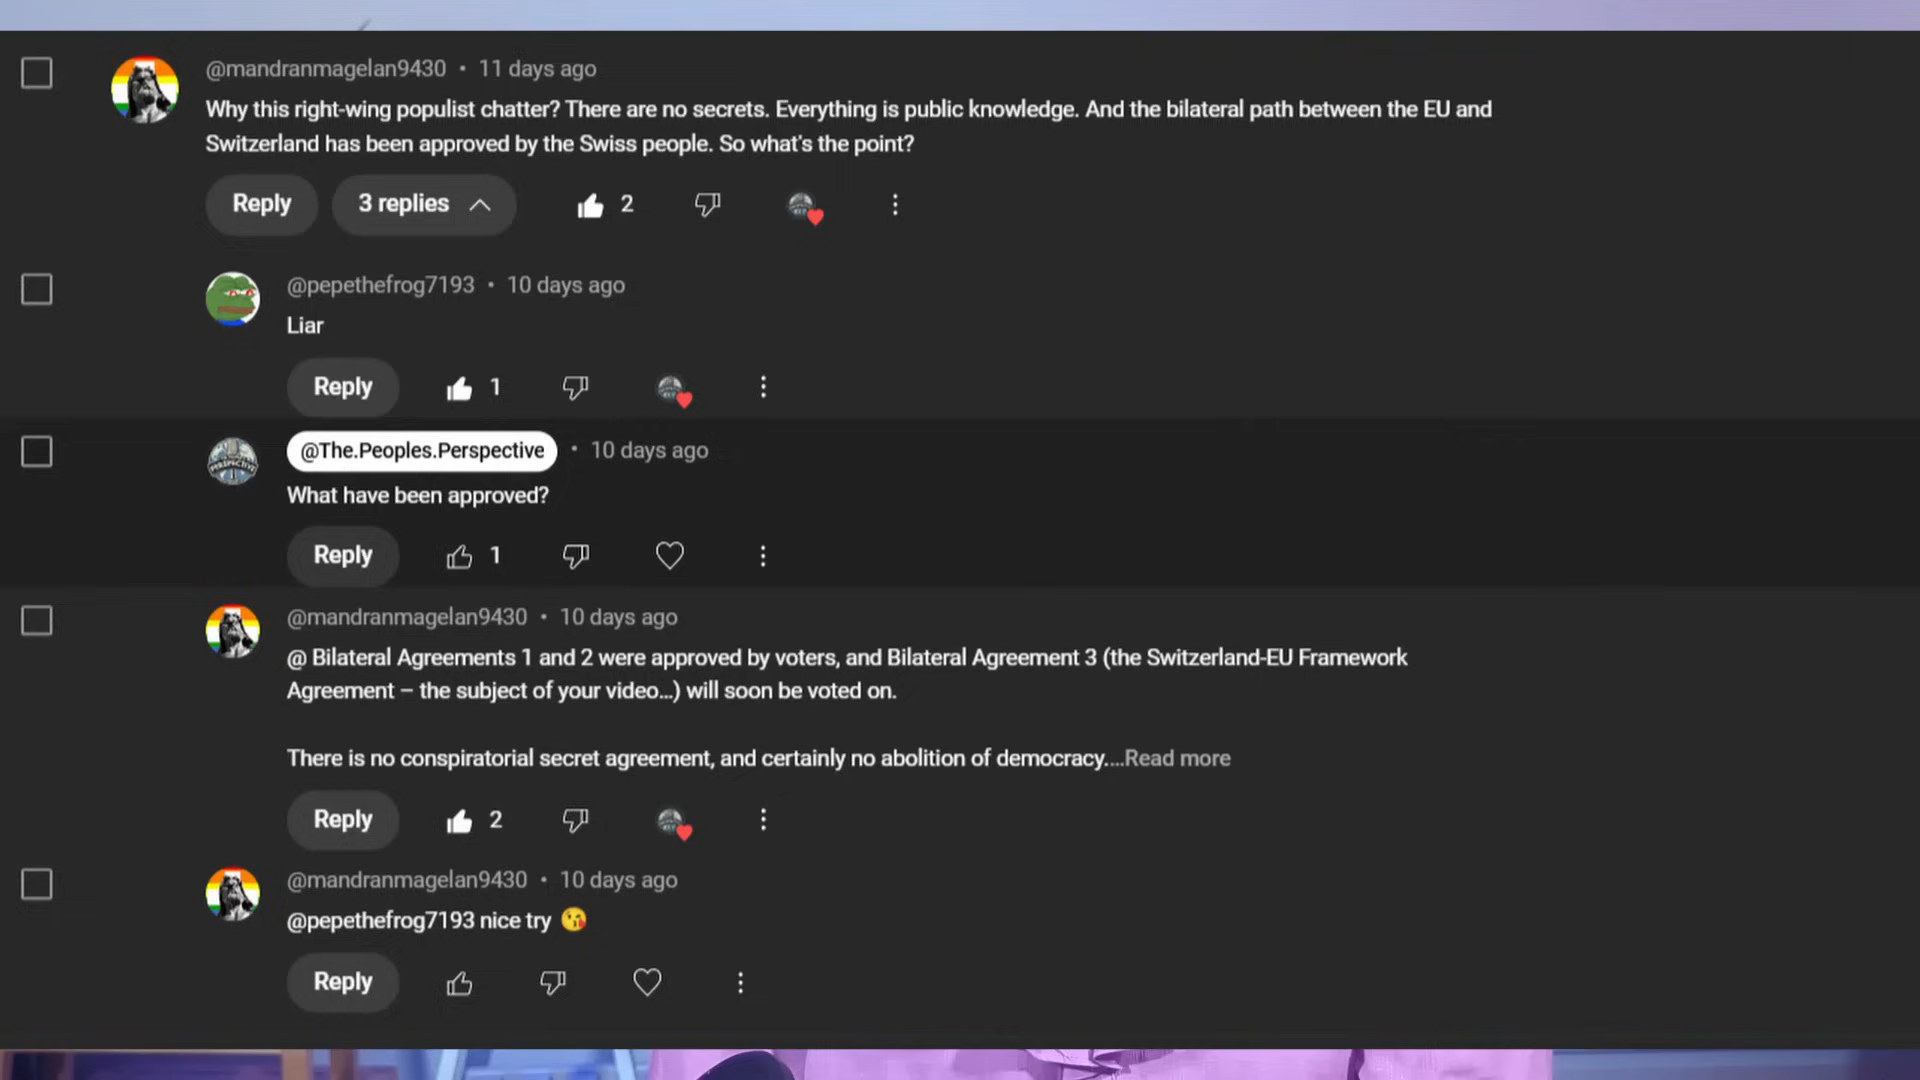 @mandranmagelan9430 • 11 days ago
Why this right-wing populist chatter? There are no secrets. Everything is public knowledge. And the bilateral path between the EU and
Switzerland has been approved by the Swiss people. So what's the point?
Reply 3 replies 2
@pepethefrog7193 • 10 days ago
Liar
Reply 1
@The.Peoples.Perspective • 10 days ago
What have been approved?
Reply 1
@mandranmagelan9430 • 10 days ago
@ Bilateral Agreements 1 and 2 were approved by voters, and Bilateral Agreement 3 (the Switzerland-EU Framework
Agreement – the subject of your video...) will soon be voted on.
There is no conspiratorial secret agreement, and certainly no abolition of democracy....Read more
Reply 2
@mandranmagelan9430 • 10 days ago
@pepethefrog7193 nice try 😘
Reply